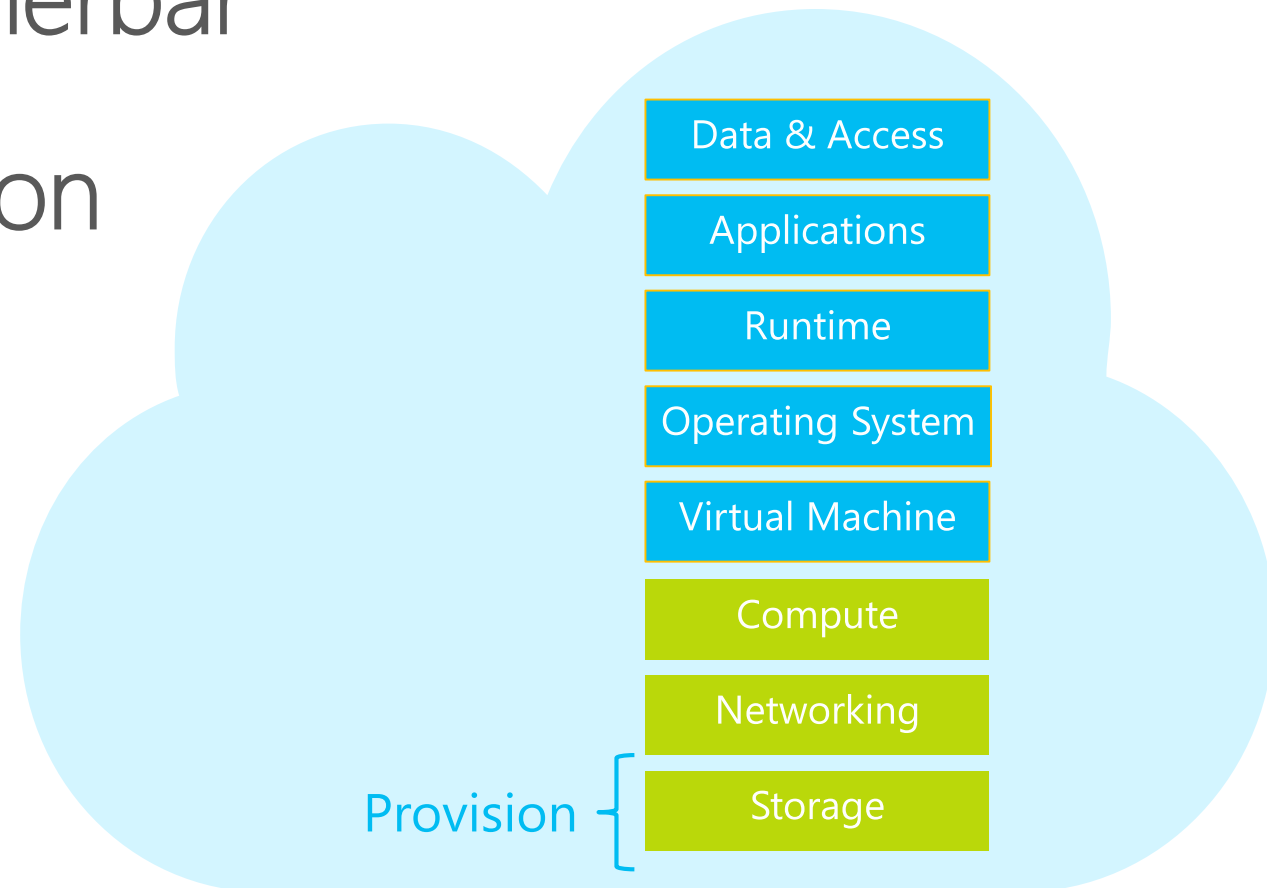 Data & Access
Applications
Runtime
Operating System
Virtual Machine
Compute
Networking
Provision
Storage